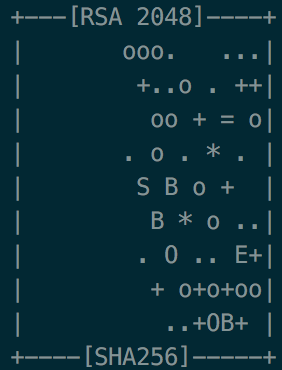 +---[RSA 2048]----+
|       ooo.   ...|
|        +..o . ++|
|         oo + = o|
|       . o . * . |
|        S B o +  |
|         B * o ..|
|        . O .. E+|
|         + o+o+oo|
|          ..+OB+ |
+----[SHA256]-----+